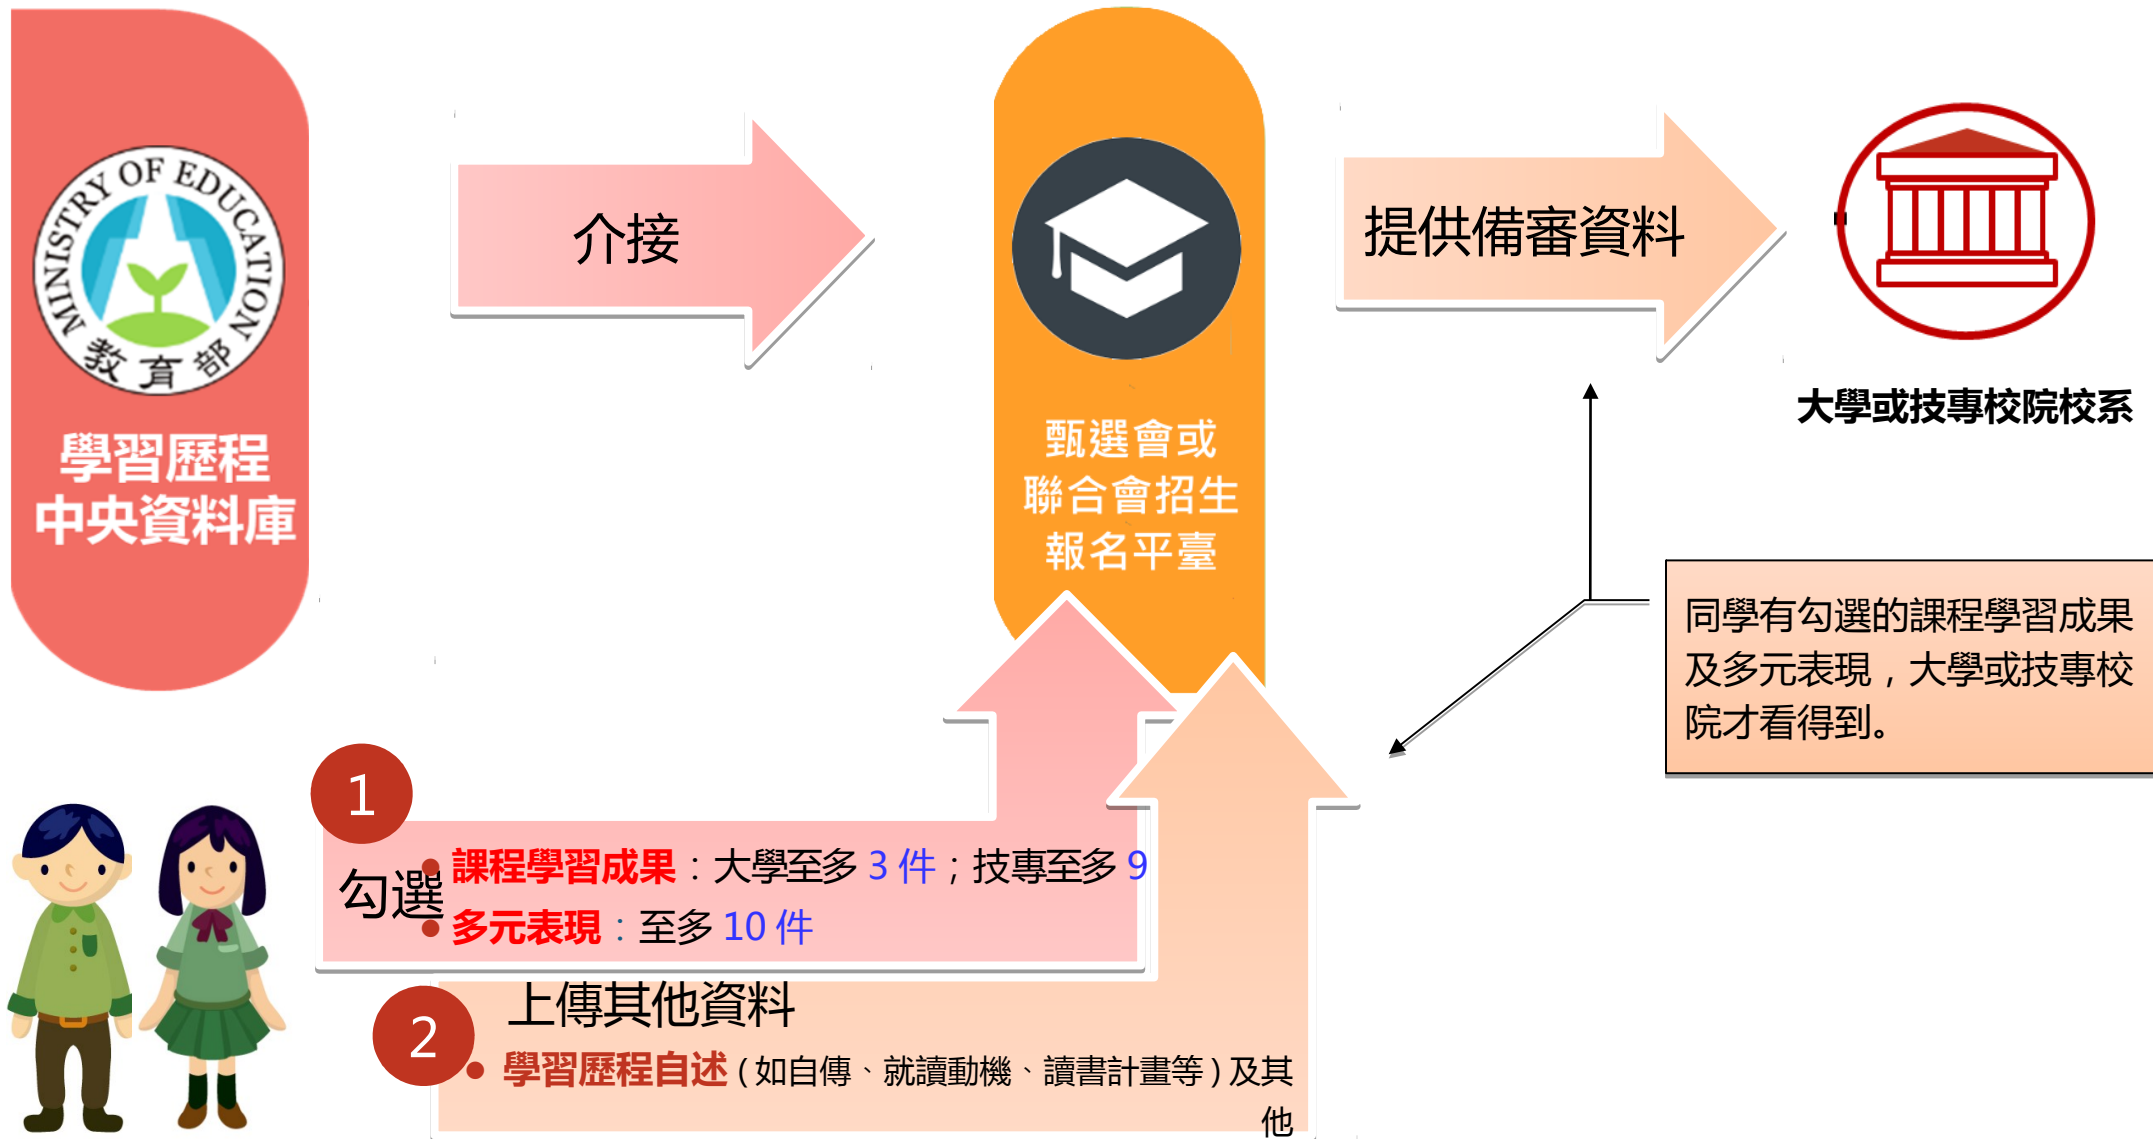 MINISTRY OF EDUCATION
教育部
學習歷程
中央資料庫
介接
甄選會或
聯合會招生
報名平臺
提供備審資料
大學或技專校院校系
同學有勾選的課程學習成果
及多元表現，大學或技專校
院才看得到。
1
勾選
• 課程學習成果：大學至多 3 件；技專至多 9
• 多元表現：至多 10 件
2
上傳其他資料
• 學習歷程自述（如自傳、就讀動機、讀書計畫等）及其
他